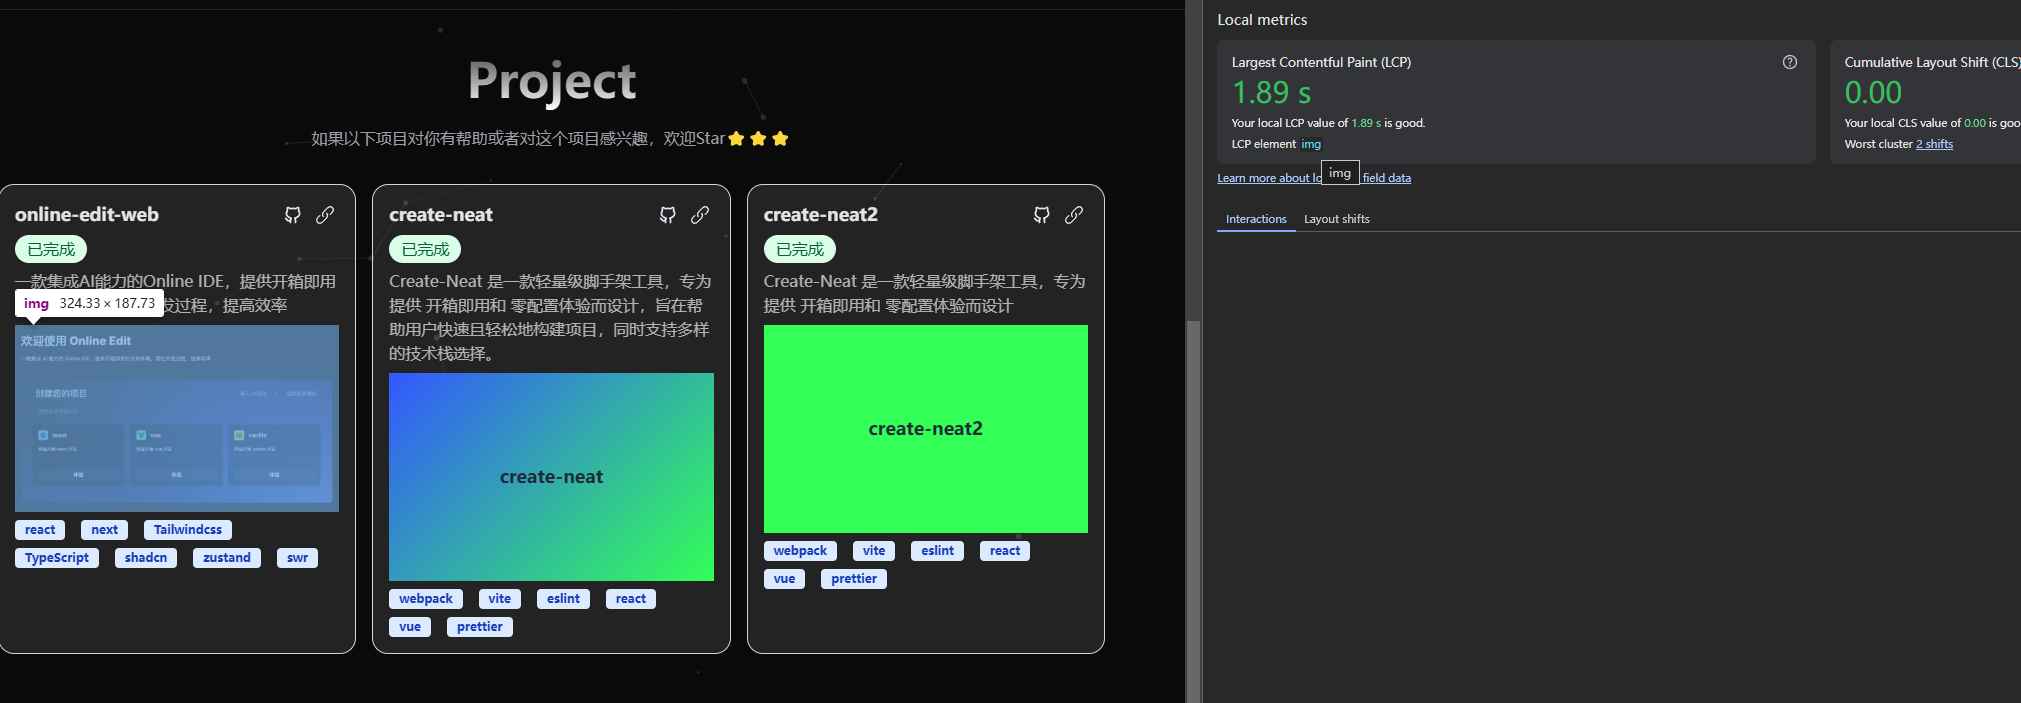 Project
如果以下项目对你有帮助或者对这个项目感兴趣，欢迎Star⭐⭐⭐
online-edit-web
已完成
一款集成AI能力的Online IDE，提供开箱即用
发过程，提高效率
img 324.33 × 187.73
欢迎使用 Online Edit
创建您的项目
react
vue
vanilla
体验
体验
体验
react next Tailwindcss
TypeScript shadcn zustand swr
create-neat
已完成
Create-Neat 是一款轻量级脚手架工具，专为
提供 开箱即用和 零配置体验而设计，旨在帮
助用户快速且轻松地构建项目，同时支持多样
的技术栈选择。
create-neat
webpack vite eslint react
vue prettier
create-neat2
已完成
Create-Neat 是一款轻量级脚手架工具，专为
提供 开箱即用和 零配置体验而设计
create-neat2
webpack vite eslint react
vue prettier
Local metrics
Largest Contentful Paint (LCP)
1.89 s
Your local LCP value of 1.89 s is good.
LCP element img
img
Learn more about lo field data
Cumulative Layout Shift (CLS)
0.00
Your local CLS value of 0.00 is goo
Worst cluster 2 shifts
Interactions Layout shifts